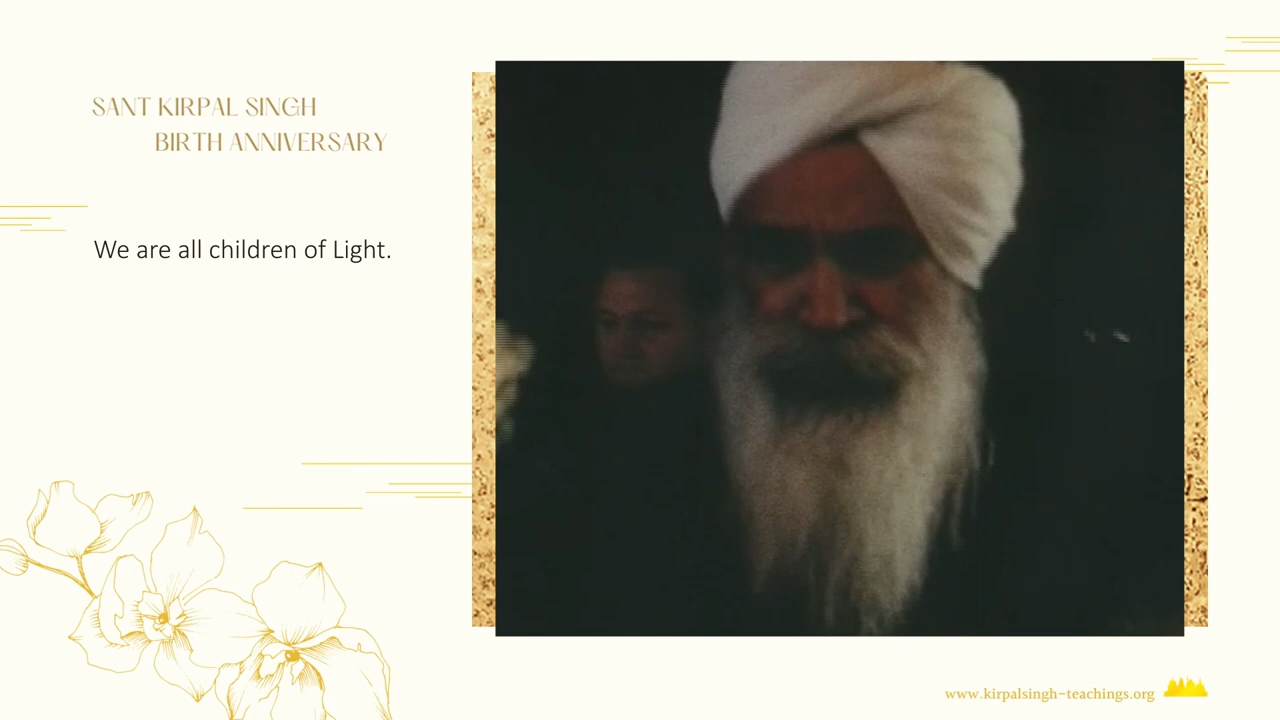 SANT KIRPAL SINGH
BIRTH ANNIVERSARY
We are all children of Light.
www.kirpalsingh-teachings.org